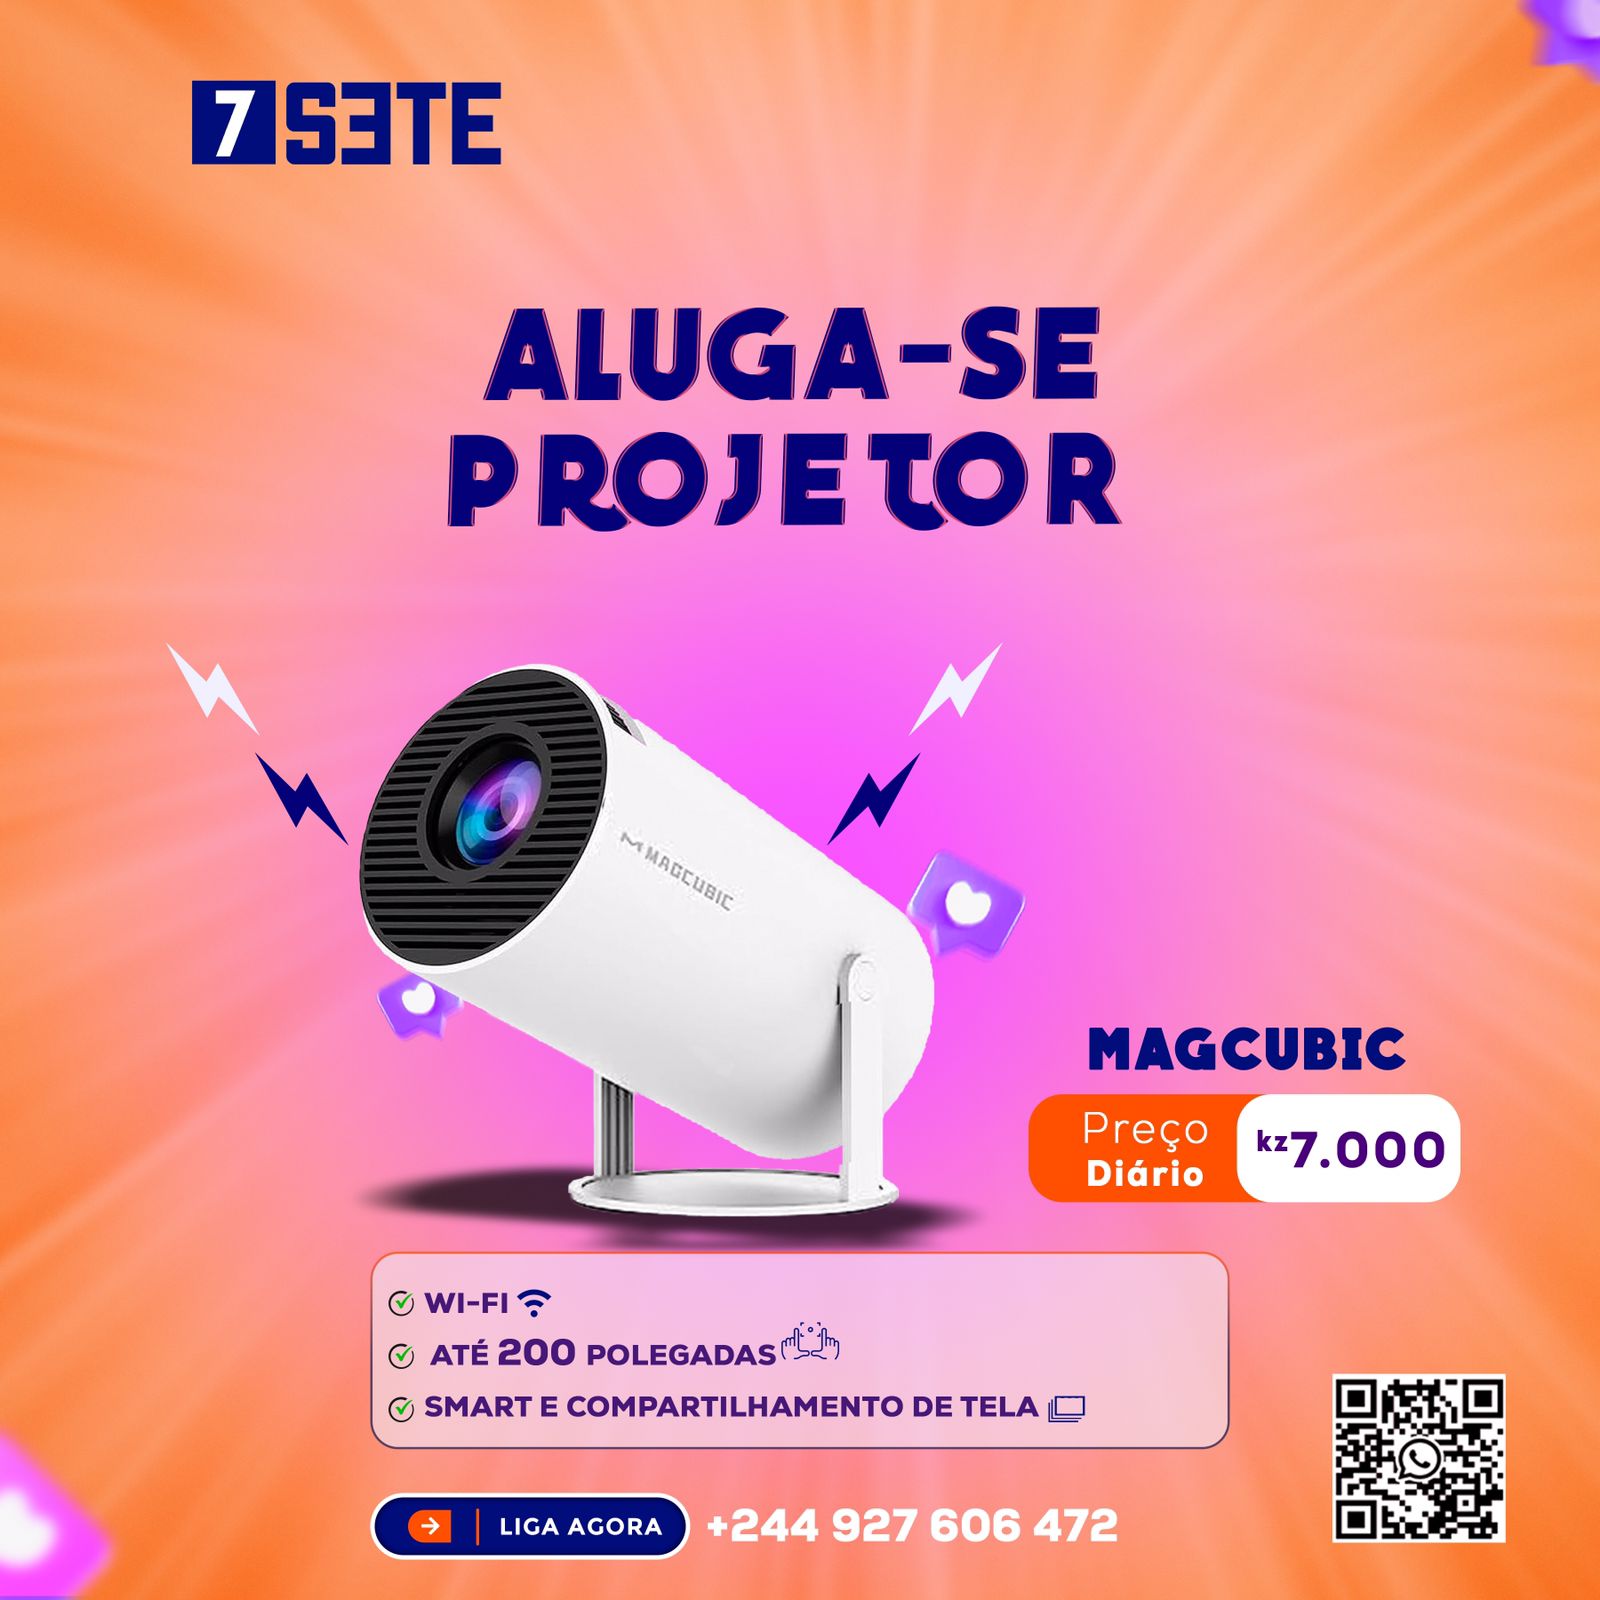 7 SETE
ALUGA-SE
PROJETOR
MAGCUBIC
MAGCUBIC
Preço
Diário
kz7.000
WI-FI
ATÉ 200 POLEGADAS
SMART E COMPARTILHAMENTO DE TELA
LIGA AGORA +244 927 606 472